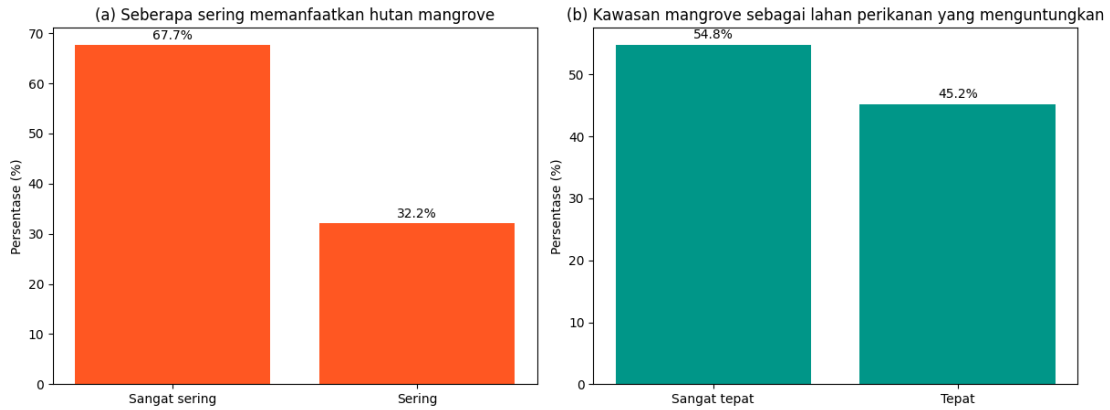 (a) Seberapa sering memanfaatkan hutan mangrove
Persentase (%)
70
60
50
40
30
20
10
0
67.7%
32.2%
Sangat sering
Sering
(b) Kawasan mangrove sebagai lahan perikanan yang menguntungkan
Persentase (%)
50
40
30
20
10
0
54.8%
45.2%
Sangat tepat
Tepat